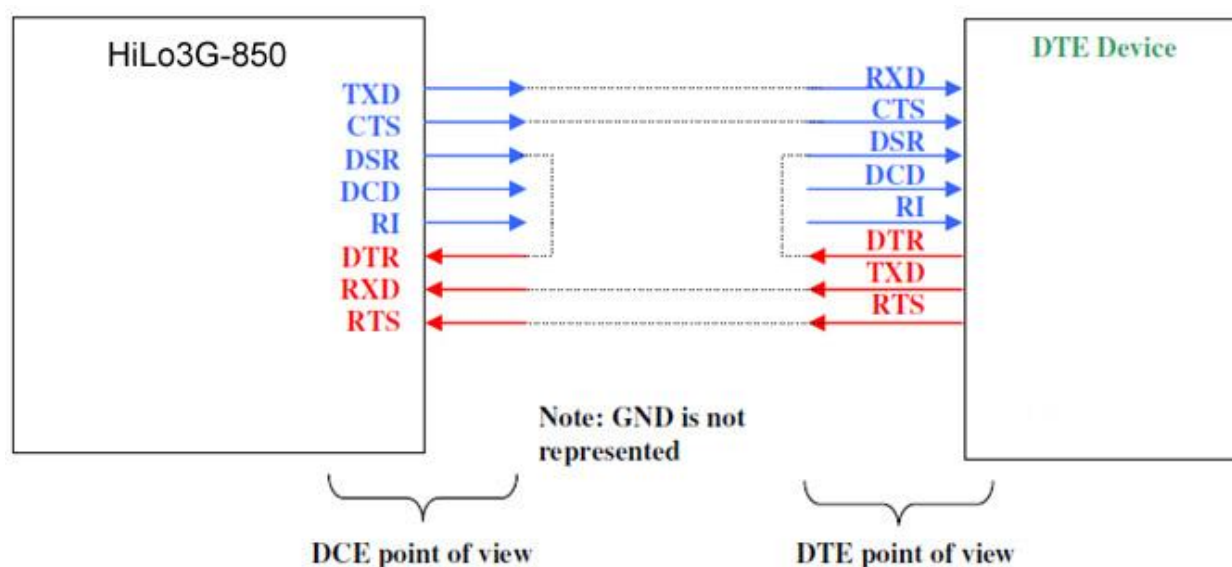 HiLo3G-850
DTE Device
TXD
CTS
DSR
DCD
RI
DTR
RXD
RTS
RXD
CTS
DSR
DCD
RI
DTR
TXD
RTS
Note: GND is not
represented
DCE point of view
DTE point of view